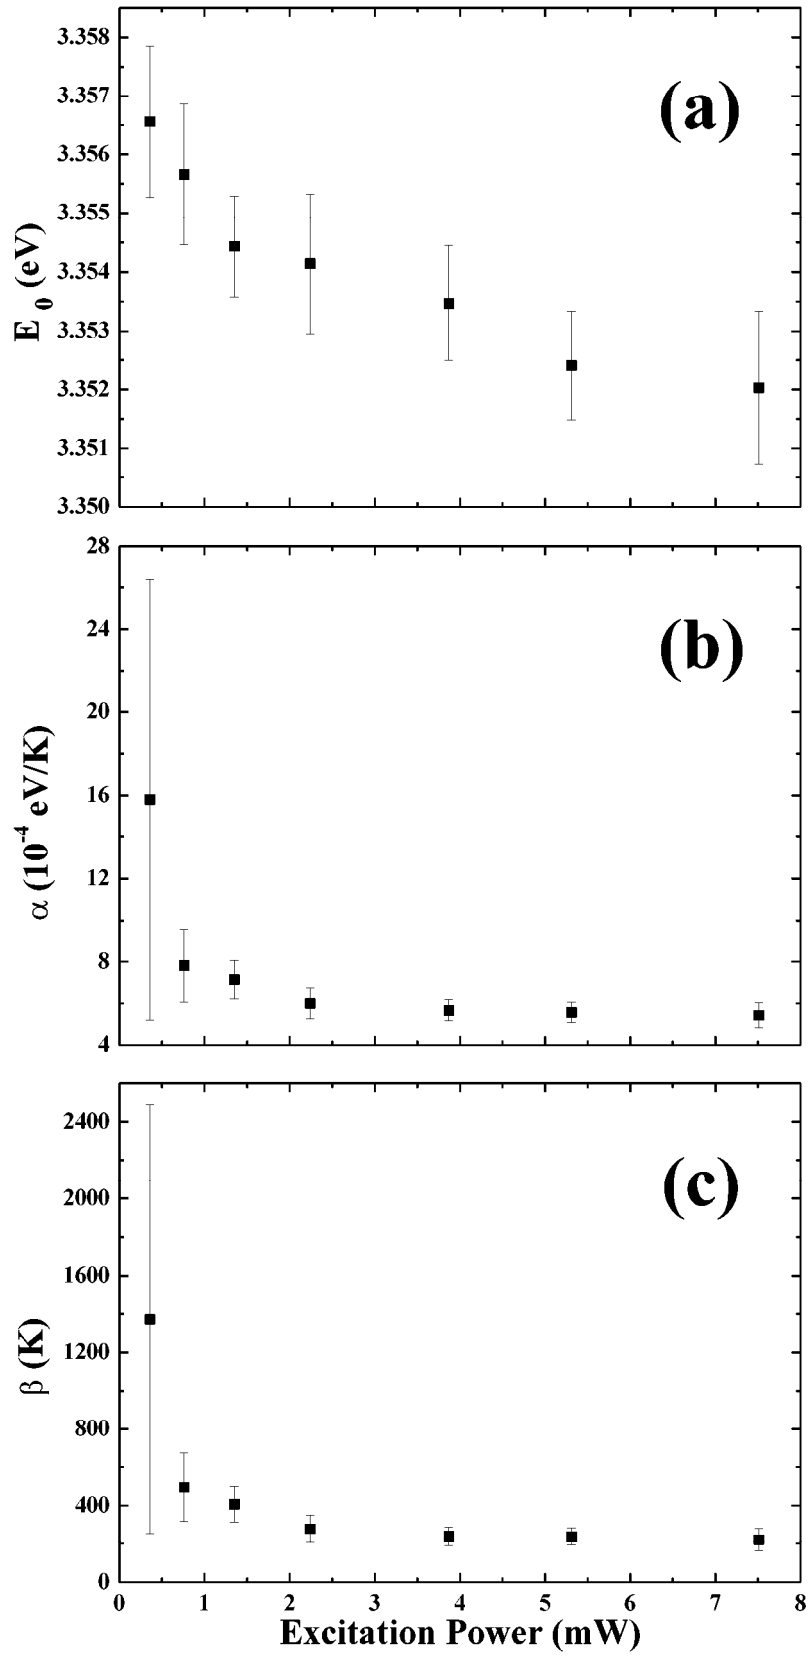 3.358
3.357
3.356
3.355
3.354
3.353
3.352
3.351
3.350
E 0 (eV)
(a)
28
24
20
16
12
8
4
α (10-4 eV/K)
(b)
2400
2000
1600
1200
800
400
0
β (K)
(c)
0 1 2 3 4 5 6 7 8
Excitation Power (mW)